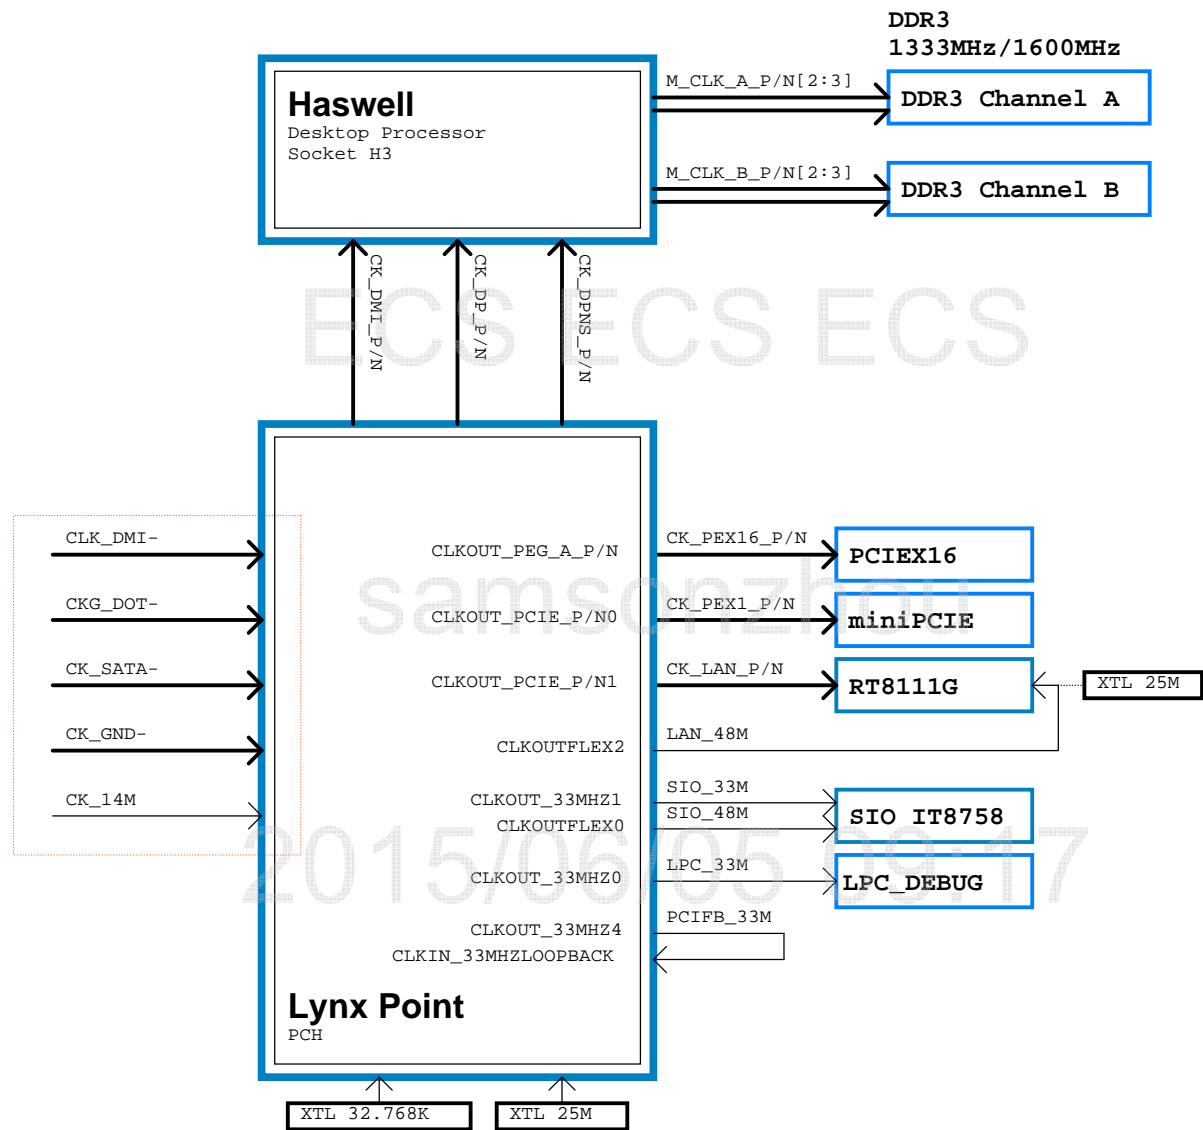 DDR3
1333MHz/1600MHz
Haswell
Desktop Processor
Socket H3
M_CLK_A_P/N[2:3]
DDR3 Channel A
M_CLK_B_P/N[2:3]
DDR3 Channel B
CK_DMI_P/N
CK_DP_P/N
CK_DPNS_P/N
ECS ECS ECS
CLK_DMI-
CLKOUT_PEG_A_P/N
CK_PEX16_P/N
PCIEX16
samsonzhou
CKG_DOT-
CLKOUT_PCIE_P/N0
CK_PEX1_P/N
miniPCIE
CK_SATA-
CLKOUT_PCIE_P/N1
CK_LAN_P/N
RT8111G
XTL 25M
CK_GND-
CLKOUTFLEX2
LAN_48M
CK_14M
CLKOUT_33MHZ1
SIO_33M
CLKOUTFLEX0
SIO_48M
SIO IT8758
2015/06/05 09:17
CLKOUT_33MHZ0
LPC_33M
LPC_DEBUG
CLKOUT_33MHZ4
PCIFB_33M
CLKIN_33MHZLOOPBACK
Lynx Point
PCH
XTL 32.768K
XTL 25M